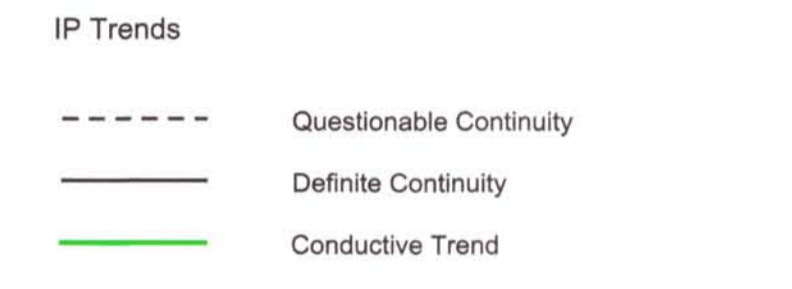 IP Trends
Questionable Continuity
Definite Continuity
Conductive Trend